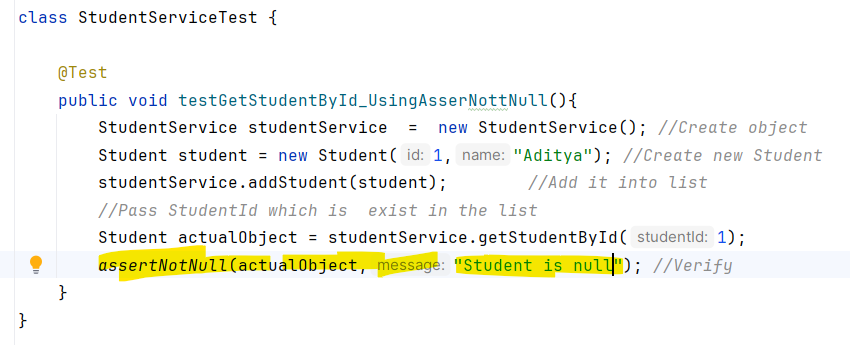 class StudentServiceTest {
@Test
public void testGetStudentById_UsingAsserNottNull(){
StudentService studentService  =  new StudentService(); //Create object
Student student = new Student( id: 1, name: "Aditya"); //Create new Student
studentService.addStudent(student);        //Add it into list
//Pass StudentId which is  exist in the list
Student actualObject = studentService.getStudentById( studentId: 1);
assertNotNull(actualObject, message: "Student is null"); //Verify
}
}